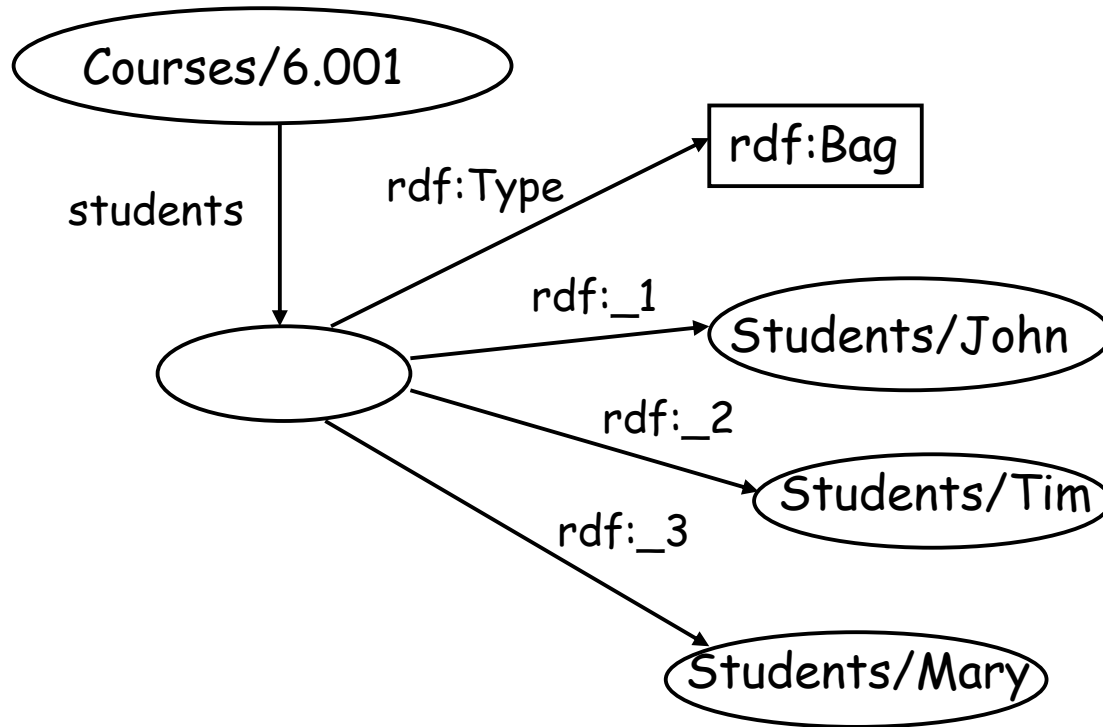 Courses/6.001
rdf:Bag
rdf:Type
students
rdf:_1
Students/John
rdf:_2
Students/Tim
rdf:_3
Students/Mary